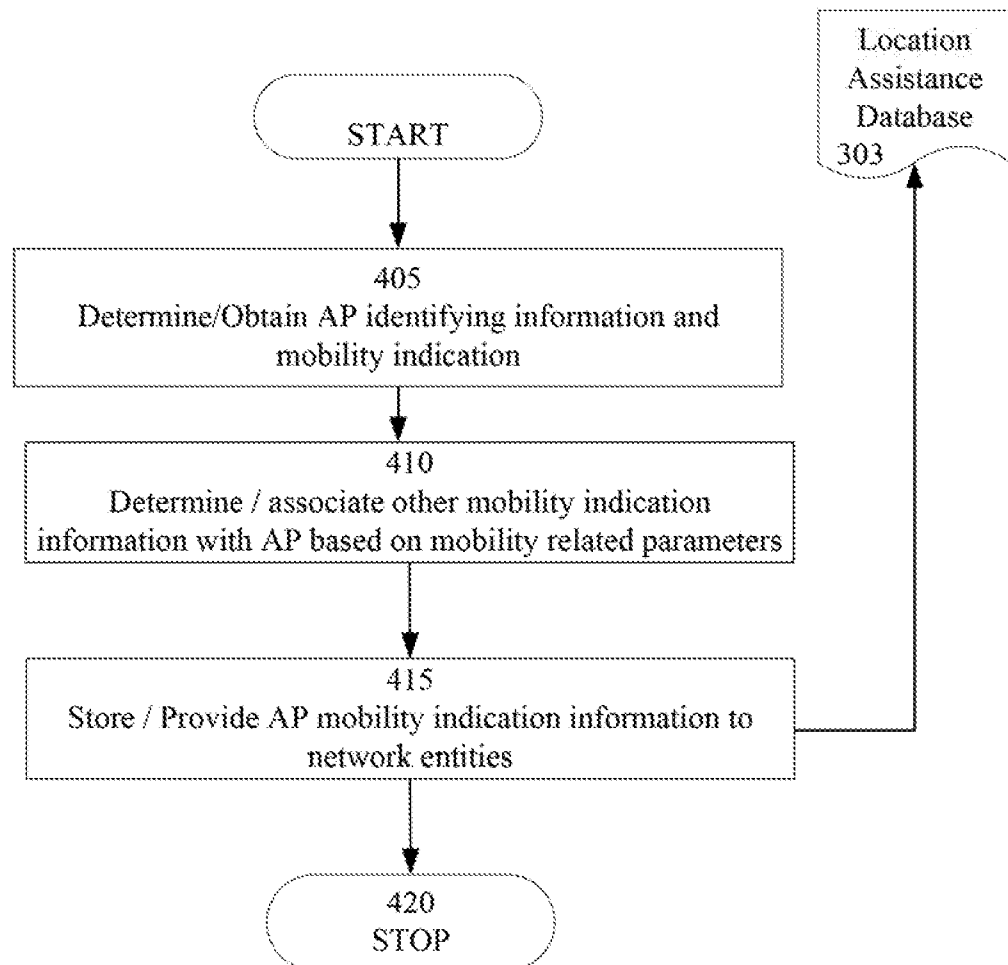 START
Location
Assistance
Database
303
405
Determine/Obtain AP identifying information and
mobility indication
410
Determine / associate other mobility indication
information with AP based on mobility related parameters
415
Store / Provide AP mobility indication information to
network entities
420
STOP